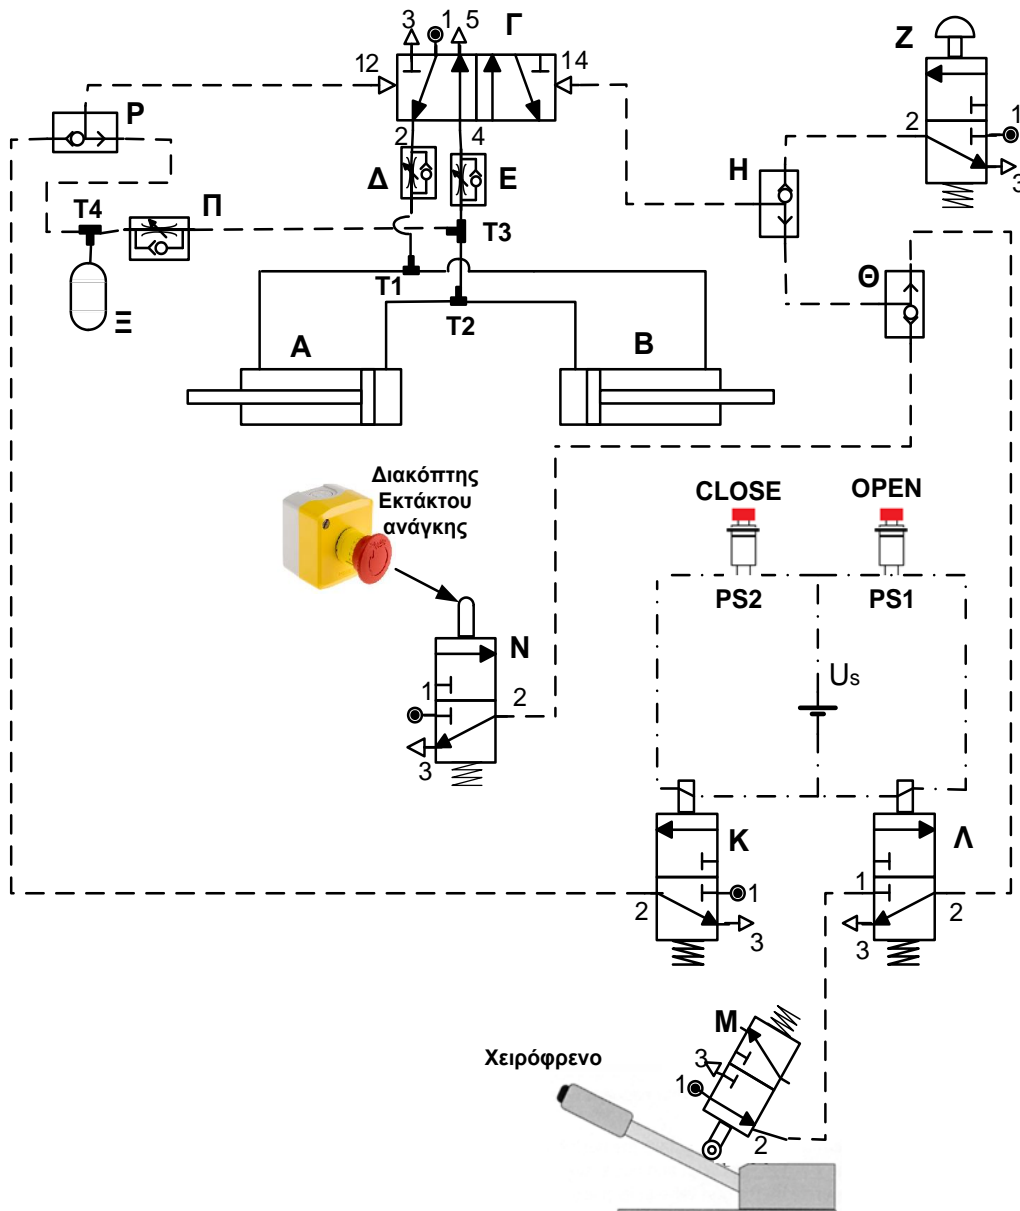 3 1 5 Γ
Ζ
12 14
Ρ
2 4
Δ Ε
Η
2 1
3
Τ4 Π
Τ3
Τ1
Θ
Ξ
Τ2
Α Β
Διακόπτης
Εκτάκτου
ανάγκης
CLOSE OPEN
PS2 PS1
Ν
1 2
3
Us
Κ Λ
2 1
3
1 2
3
Μ
Χειρόφρενο
3
1
2